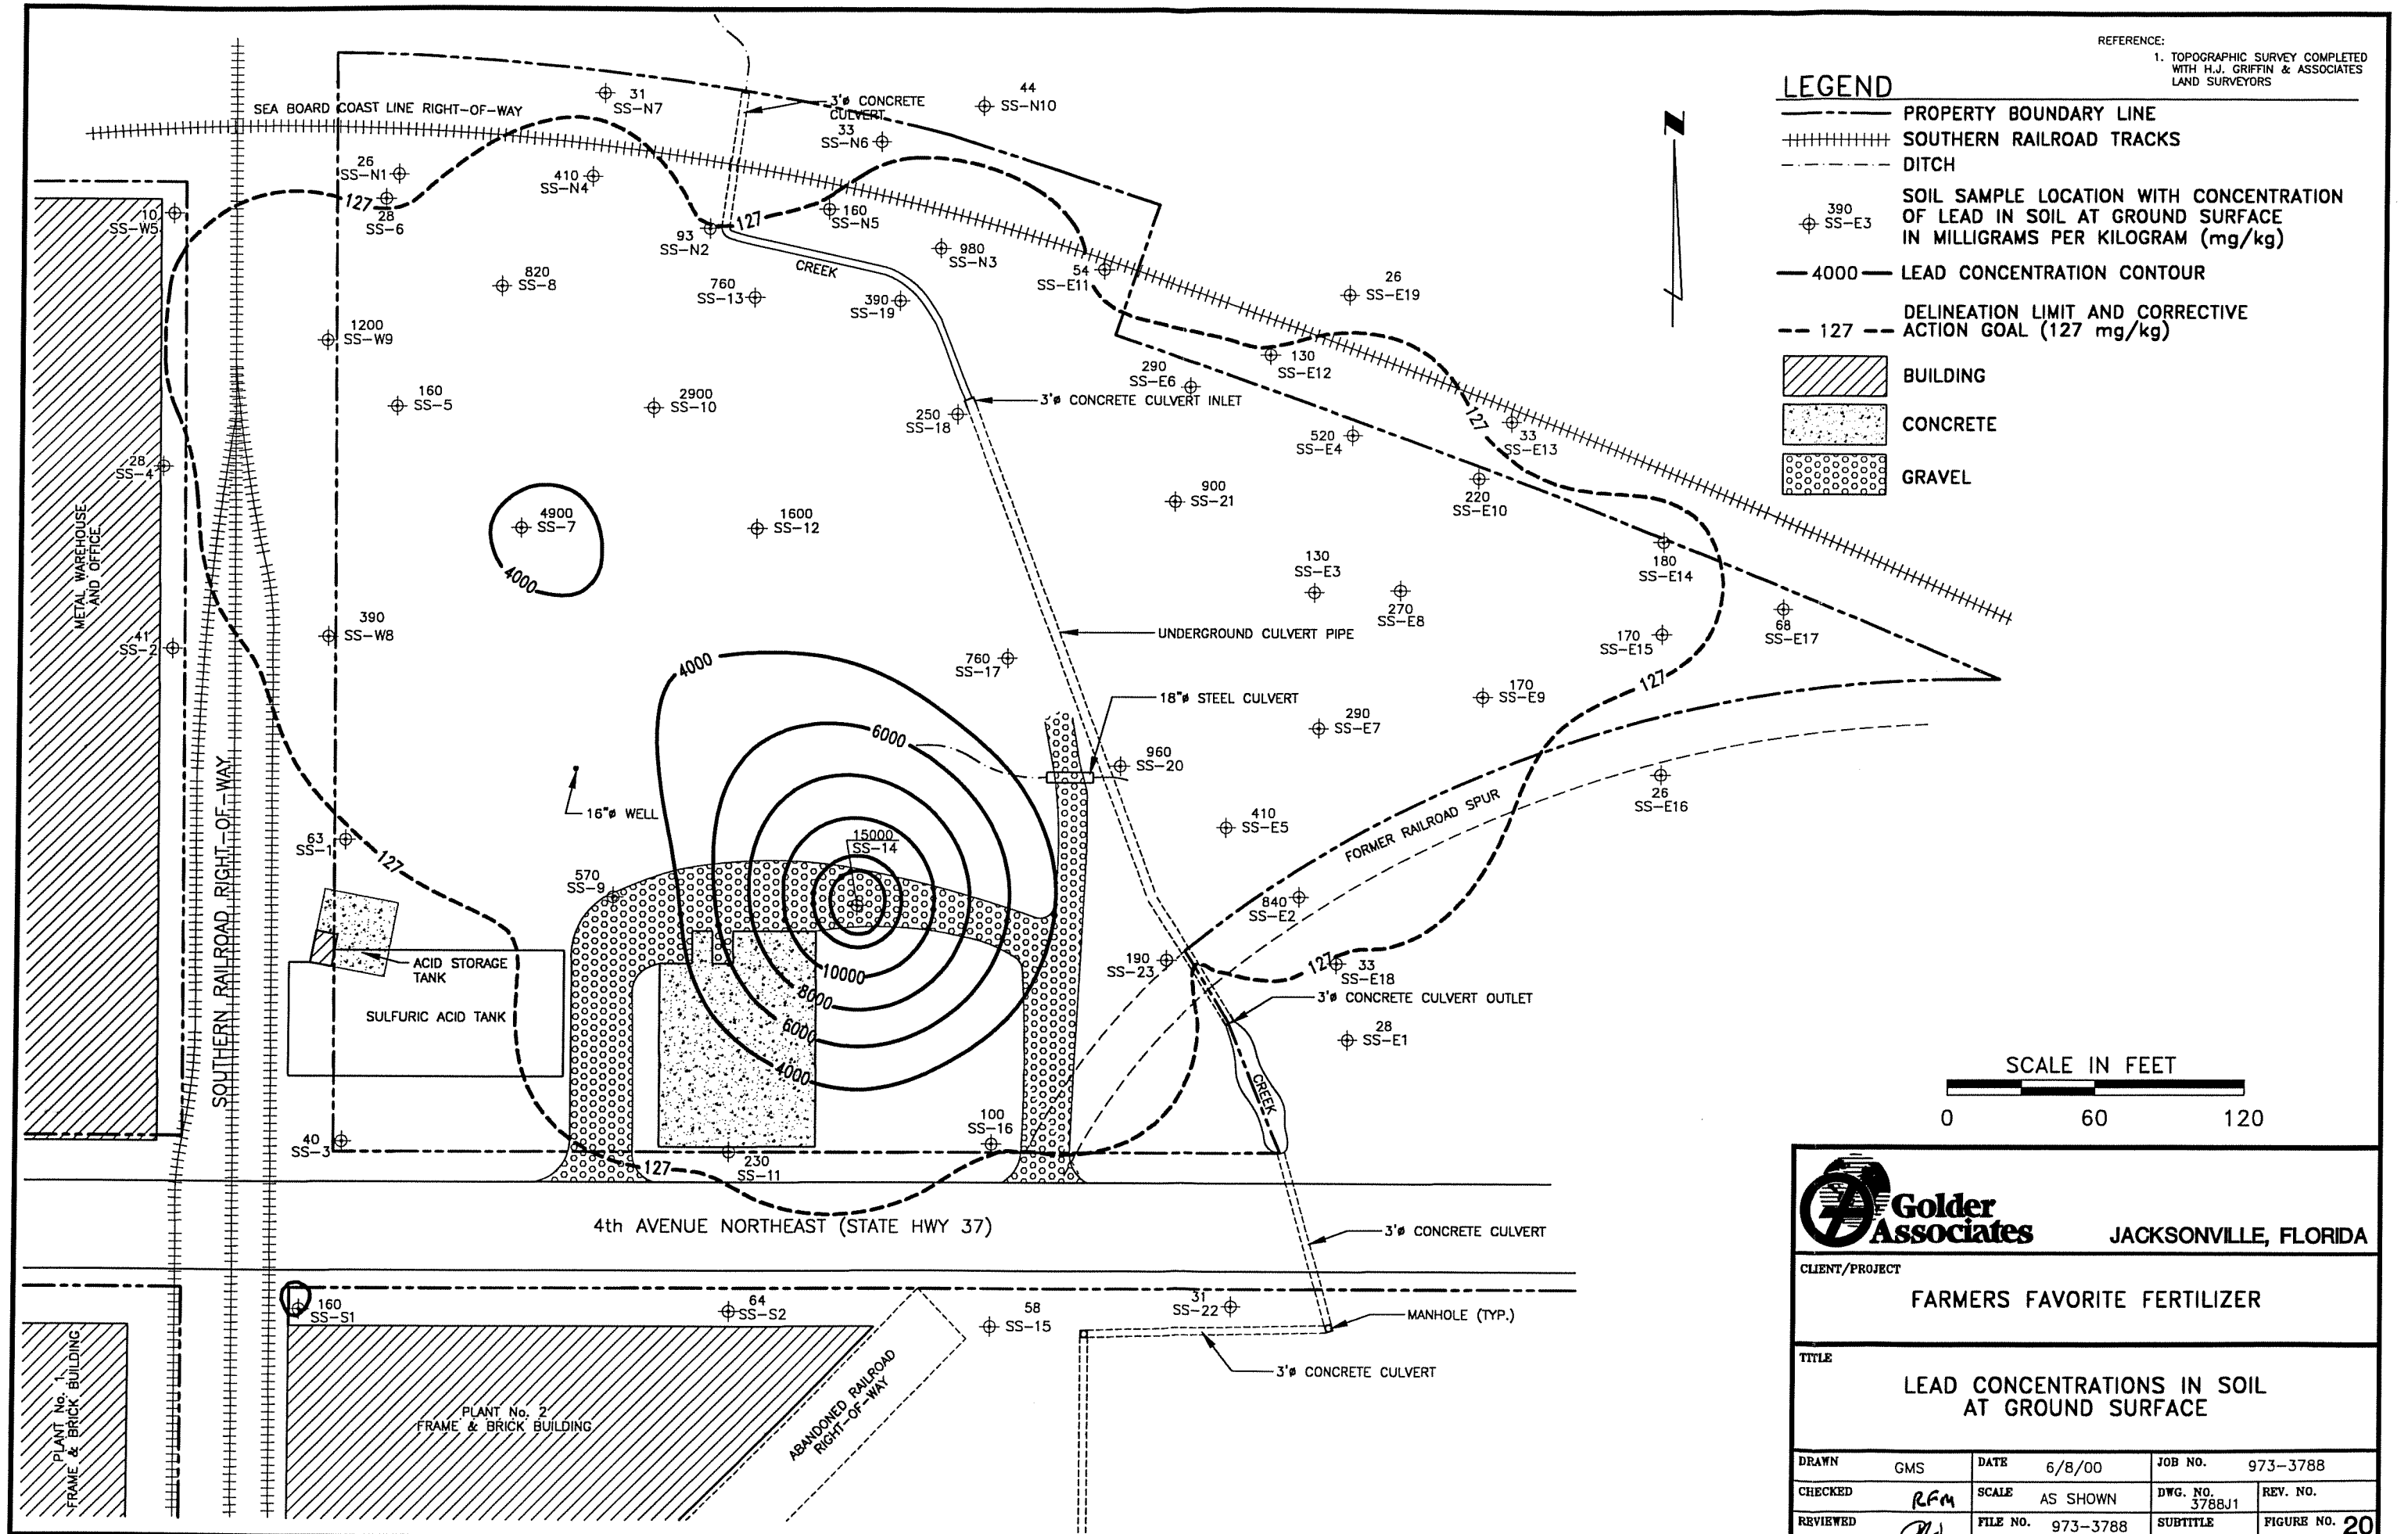 REFERENCE:
1. TOPOGRAPHIC SURVEY COMPLETED
WITH H.J. GRIFFIN & ASSOCIATES
LAND SURVEYORS
LEGEND
PROPERTY BOUNDARY LINE
SOUTHERN RAILROAD TRACKS
DITCH
390
SS-E3
SOIL SAMPLE LOCATION WITH CONCENTRATION
OF LEAD IN SOIL AT GROUND SURFACE
IN MILLIGRAMS PER KILOGRAM (mg/kg)
4000
LEAD CONCENTRATION CONTOUR
127
DELINEATION LIMIT AND CORRECTIVE
ACTION GOAL (127 mg/kg)
BUILDING
CONCRETE
GRAVEL
N
SEA BOARD COAST LINE RIGHT-OF-WAY
31
SS-N7
3'ø CONCRETE
CULVERT
33
SS-N6
44
SS-N10
26
SS-N1
410
SS-N4
127
28
SS-6
10
SS-W5
93
SS-N2
127
160
SS-N5
980
SS-N3
CREEK
54
SS-E11
26
SS-E19
820
SS-8
760
SS-13
390
SS-19
1200
SS-W9
130
SS-E12
290
SS-E6
160
SS-5
2900
SS-10
250
SS-18
3'ø CONCRETE CULVERT INLET
127
33
SS-E13
520
SS-E4
28
SS-4
220
SS-E10
900
SS-21
4900
SS-7
4000
1600
SS-12
180
SS-E14
130
SS-E3
270
SS-E8
METAL WAREHOUSE
AND OFFICE
390
SS-W8
41
SS-2
UNDERGROUND CULVERT PIPE
170
SS-E15
68
SS-E17
760
SS-17
4000
127
18"ø STEEL CULVERT
170
SS-E9
290
SS-E7
6000
960
SS-20
26
SS-E16
16"ø WELL
SOUTHERN RAILROAD RIGHT-OF-WAY
FORMER RAILROAD SPUR
410
SS-E5
63
SS-1
127
15000
SS-14
570
SS-9
840
SS-E2
ACID STORAGE
TANK
190
SS-23
127
33
SS-E18
10000
8000
6000
4000
3'ø CONCRETE CULVERT OUTLET
SULFURIC ACID TANK
28
SS-E1
CREEK
100
SS-16
40
SS-3
127
230
SS-11
4th AVENUE NORTHEAST (STATE HWY 37)
3'ø CONCRETE CULVERT
160
SS-S1
64
SS-S2
58
SS-15
31
SS-22
MANHOLE (TYP.)
3'ø CONCRETE CULVERT
PLANT No. 1
FRAME & BRICK BUILDING
PLANT No. 2
FRAME & BRICK BUILDING
ABANDONED RAILROAD
RIGHT-OF-WAY
SCALE IN FEET
0 60 120
Golder
Associates
JACKSONVILLE, FLORIDA
CLIENT/PROJECT
FARMERS FAVORITE FERTILIZER
TITLE
LEAD CONCENTRATIONS IN SOIL
AT GROUND SURFACE
DRAWN GMS DATE 6/8/00 JOB NO. 973-3788
CHECKED RFM SCALE AS SHOWN DWG. NO. 3788J1 REV. NO.
REVIEWED FILE NO. 973-3788 SUBTITLE FIGURE NO. 20